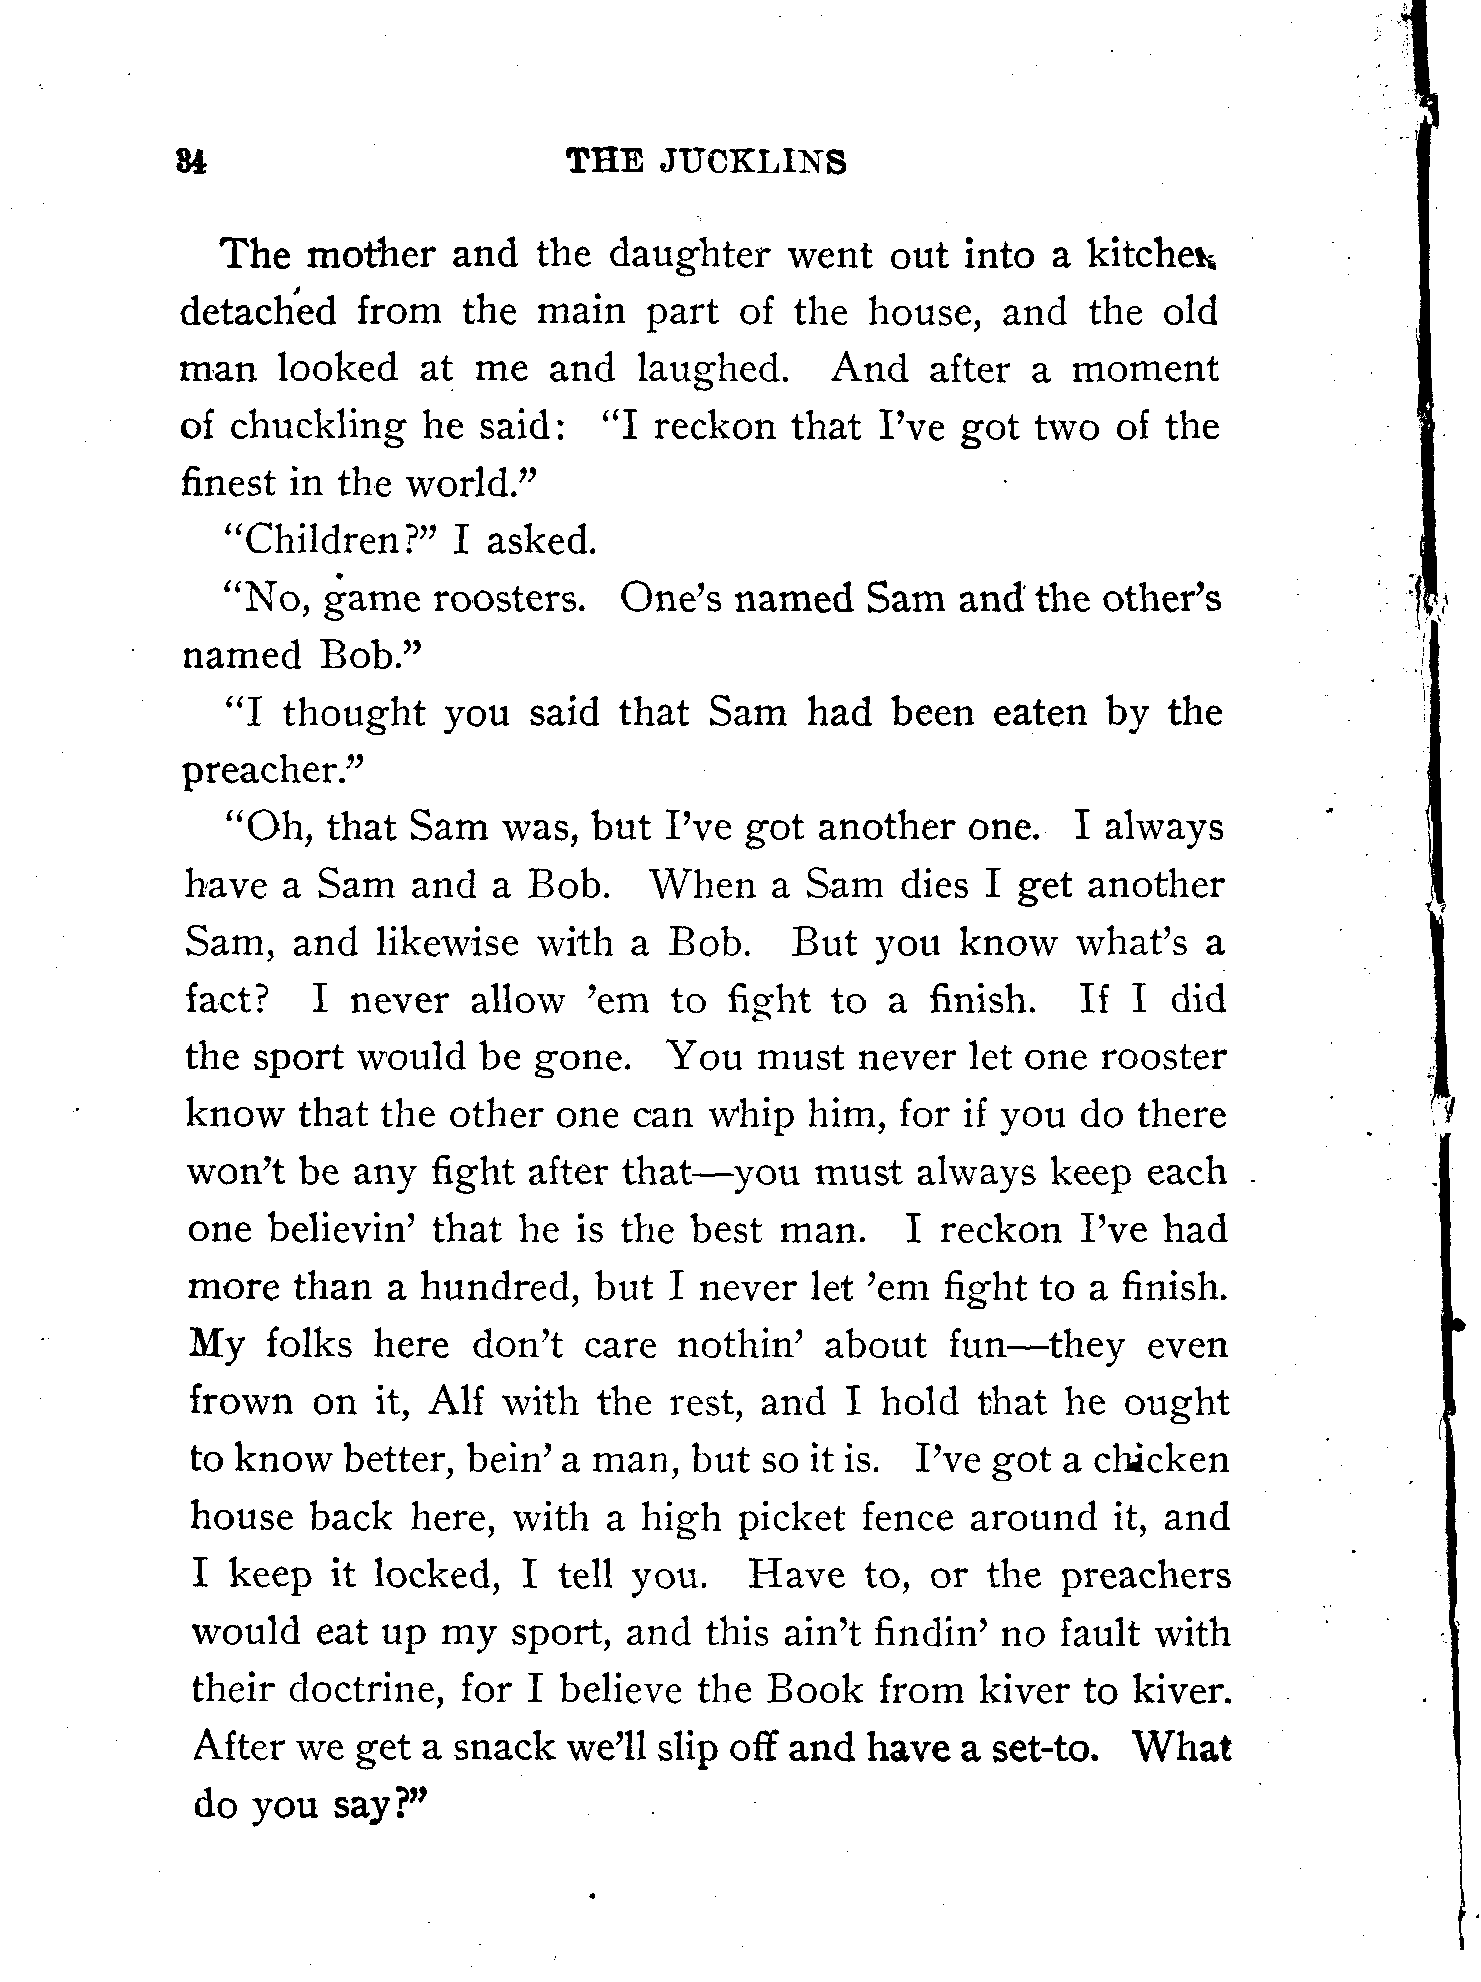 34 THE JUCKLINS
The mother and the daughter went out into a kitchen
detached from the main part of the house, and the old
man looked at me and laughed. And after a moment
of chuckling he said: "I reckon that I've got two of the
finest in the world."
"Children?" I asked.
"No, game roosters. One's named Sam and the other's
named Bob."
"I thought you said that Sam had been eaten by the
preacher."
"Oh, that Sam was, but I've got another one. I always
have a Sam and a Bob. When a Sam dies I get another
Sam, and likewise with a Bob. But you know what's a
fact? I never allow 'em to fight to a finish. If I did
the sport would be gone. You must never let one rooster
know that the other one can whip him, for if you do there
won't be any fight after that—you must always keep each
one believin' that he is the best man. I reckon I've had
more than a hundred, but I never let 'em fight to a finish.
My folks here don't care nothin' about fun—they even
frown on it, Alf with the rest, and I hold that he ought
to know better, bein' a man, but so it is. I've got a chicken
house back here, with a high picket fence around it, and
I keep it locked, I tell you. Have to, or the preachers
would eat up my sport, and this ain't findin' no fault with
their doctrine, for I believe the Book from kiver to kiver.
After we get a snack we'll slip off and have a set-to. What
do you say?"